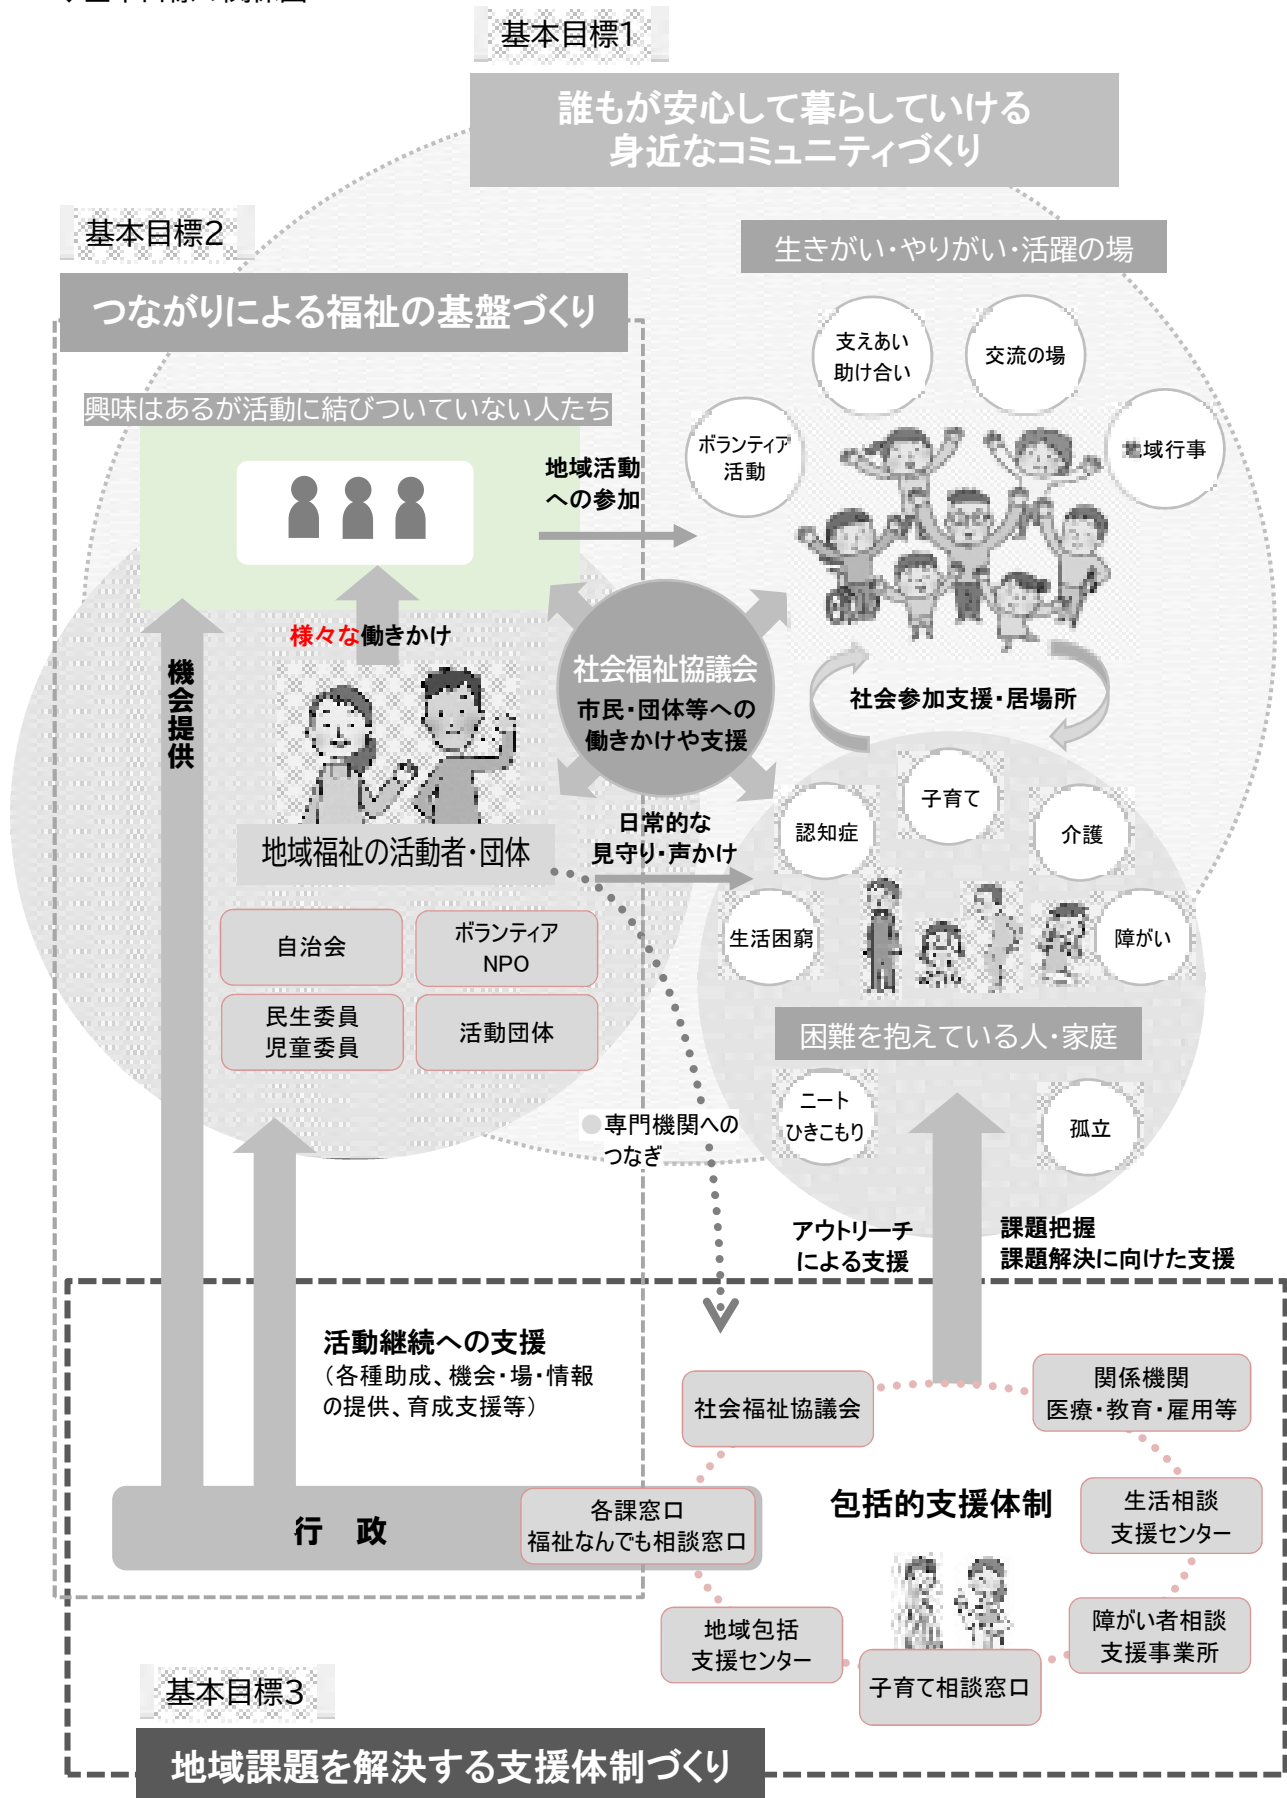 基本目標1
誰もが安心して暮らしていける
身近なコミュニティづくり
基本目標2
つながりによる福祉の基盤づくり
生きがい・やりがい・活躍の場
支えあい
助け合い
交流の場
ボランティア
活動
地域行事
興味はあるが活動に結びついていない人たち
地域活動
への参加
様々な働きかけ
機会提供
社会福祉協議会
市民・団体等への
働きかけや支援
社会参加支援・居場所
地域福祉の活動者・団体
日常的な
見守り・声かけ
自治会
ボランティア
NPO
民生委員
児童委員
活動団体
子育て
認知症
介護
生活困窮
障がい
困難を抱えている人・家庭
ニート
ひきこもり
孤立
専門機関への
つなぎ
アウトリーチ
による支援
課題把握
課題解決に向けた支援
活動継続への支援
（各種助成、機会・場・情報
の提供、育成支援等）
行 政
各課窓口
福祉なんでも相談窓口
社会福祉協議会
関係機関
医療・教育・雇用等
包括的支援体制
生活相談
支援センター
障がい者相談
支援事業所
子育て相談窓口
地域包括
支援センター
基本目標3
地域課題を解決する支援体制づくり